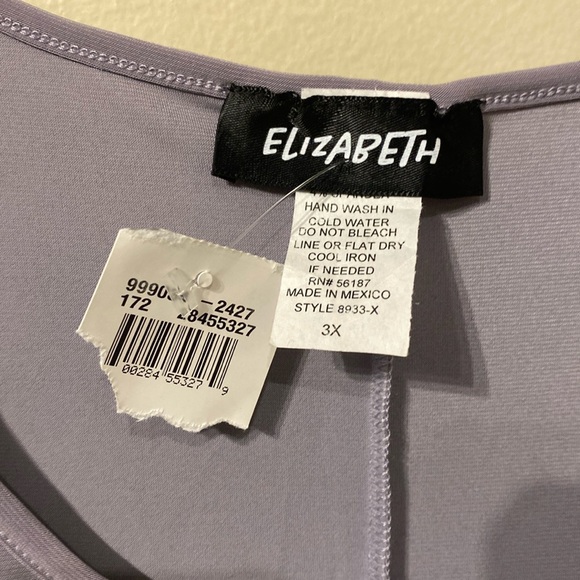 ELIZABETH
HAND WASH IN
COLD WATER
DO NOT BLEACH
LINE OR FLAT DRY
COOL IRON
IF NEEDED
RN# 56187
MADE IN MEXICO
STYLE 8933-X
3X
-2427
172 28455327
00284 55327 9